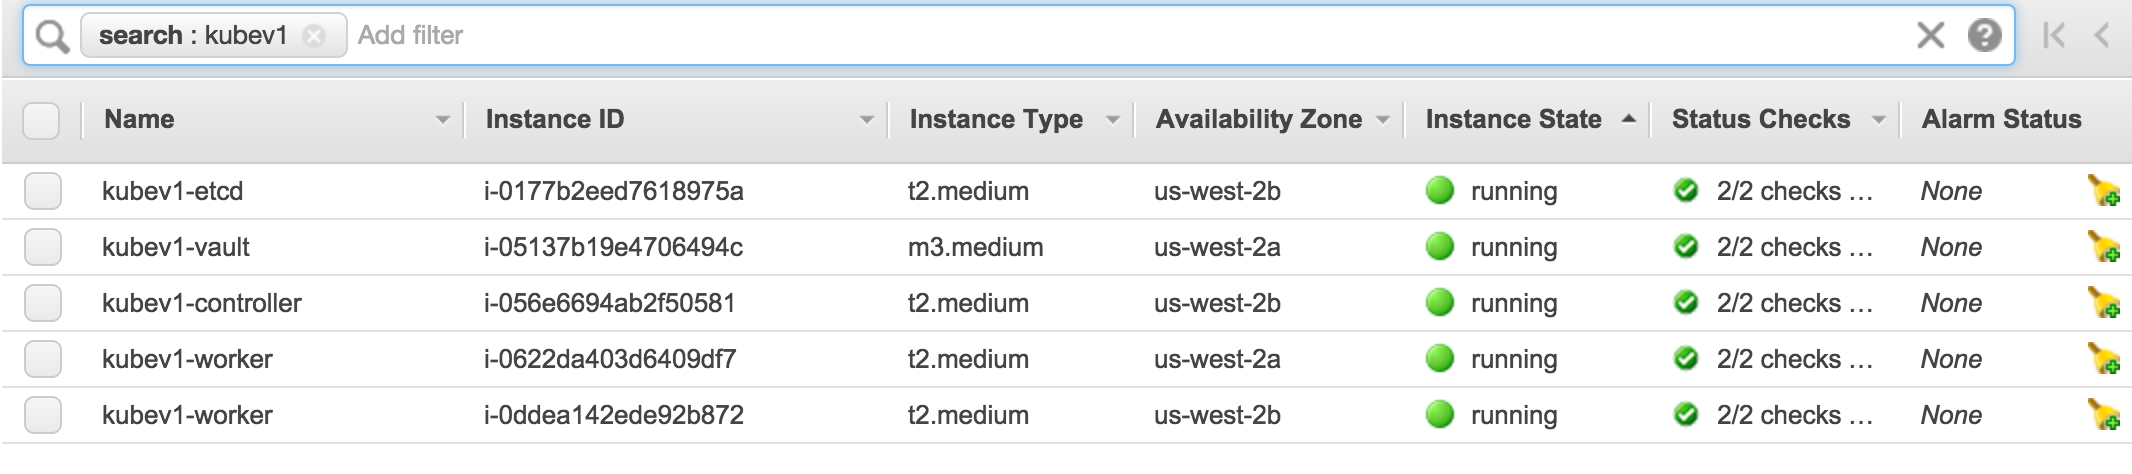 search : kubev1 Add filter
Name Instance ID Instance Type Availability Zone Instance State Status Checks Alarm Status
kubev1-etcd i-0177b2eed7618975a t2.medium us-west-2b running 2/2 checks ... None
kubev1-vault i-05137b19e4706494c m3.medium us-west-2a running 2/2 checks ... None
kubev1-controller i-056e6694ab2f50581 t2.medium us-west-2b running 2/2 checks ... None
kubev1-worker i-0622da403d6409df7 t2.medium us-west-2a running 2/2 checks ... None
kubev1-worker i-0ddea142ede92b872 t2.medium us-west-2b running 2/2 checks ... None